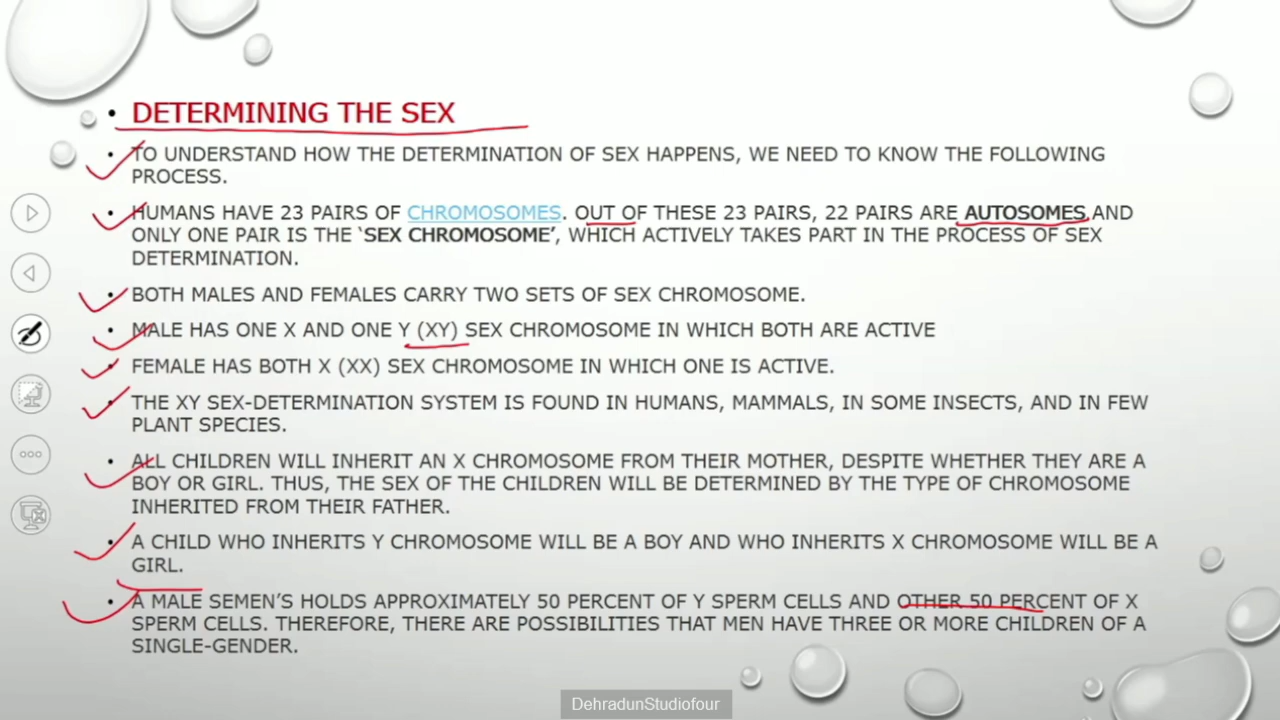 • DETERMINING THE SEX
• TO UNDERSTAND HOW THE DETERMINATION OF SEX HAPPENS, WE NEED TO KNOW THE FOLLOWING
PROCESS.
• HUMANS HAVE 23 PAIRS OF CHROMOSOMES. OUT OF THESE 23 PAIRS, 22 PAIRS ARE AUTOSOMES AND
ONLY ONE PAIR IS THE ‘SEX CHROMOSOME’, WHICH ACTIVELY TAKES PART IN THE PROCESS OF SEX
DETERMINATION.
• BOTH MALES AND FEMALES CARRY TWO SETS OF SEX CHROMOSOME.
• MALE HAS ONE X AND ONE Y (XY) SEX CHROMOSOME IN WHICH BOTH ARE ACTIVE
• FEMALE HAS BOTH X (XX) SEX CHROMOSOME IN WHICH ONE IS ACTIVE.
• THE XY SEX-DETERMINATION SYSTEM IS FOUND IN HUMANS, MAMMALS, IN SOME INSECTS, AND IN FEW
PLANT SPECIES.
• ALL CHILDREN WILL INHERIT AN X CHROMOSOME FROM THEIR MOTHER, DESPITE WHETHER THEY ARE A
BOY OR GIRL. THUS, THE SEX OF THE CHILDREN WILL BE DETERMINED BY THE TYPE OF CHROMOSOME
INHERITED FROM THEIR FATHER.
• A CHILD WHO INHERITS Y CHROMOSOME WILL BE A BOY AND WHO INHERITS X CHROMOSOME WILL BE A
GIRL.
• A MALE SEMEN’S HOLDS APPROXIMATELY 50 PERCENT OF Y SPERM CELLS AND OTHER 50 PERCENT OF X
SPERM CELLS. THEREFORE, THERE ARE POSSIBILITIES THAT MEN HAVE THREE OR MORE CHILDREN OF A
SINGLE-GENDER.
DehradunStudiofour